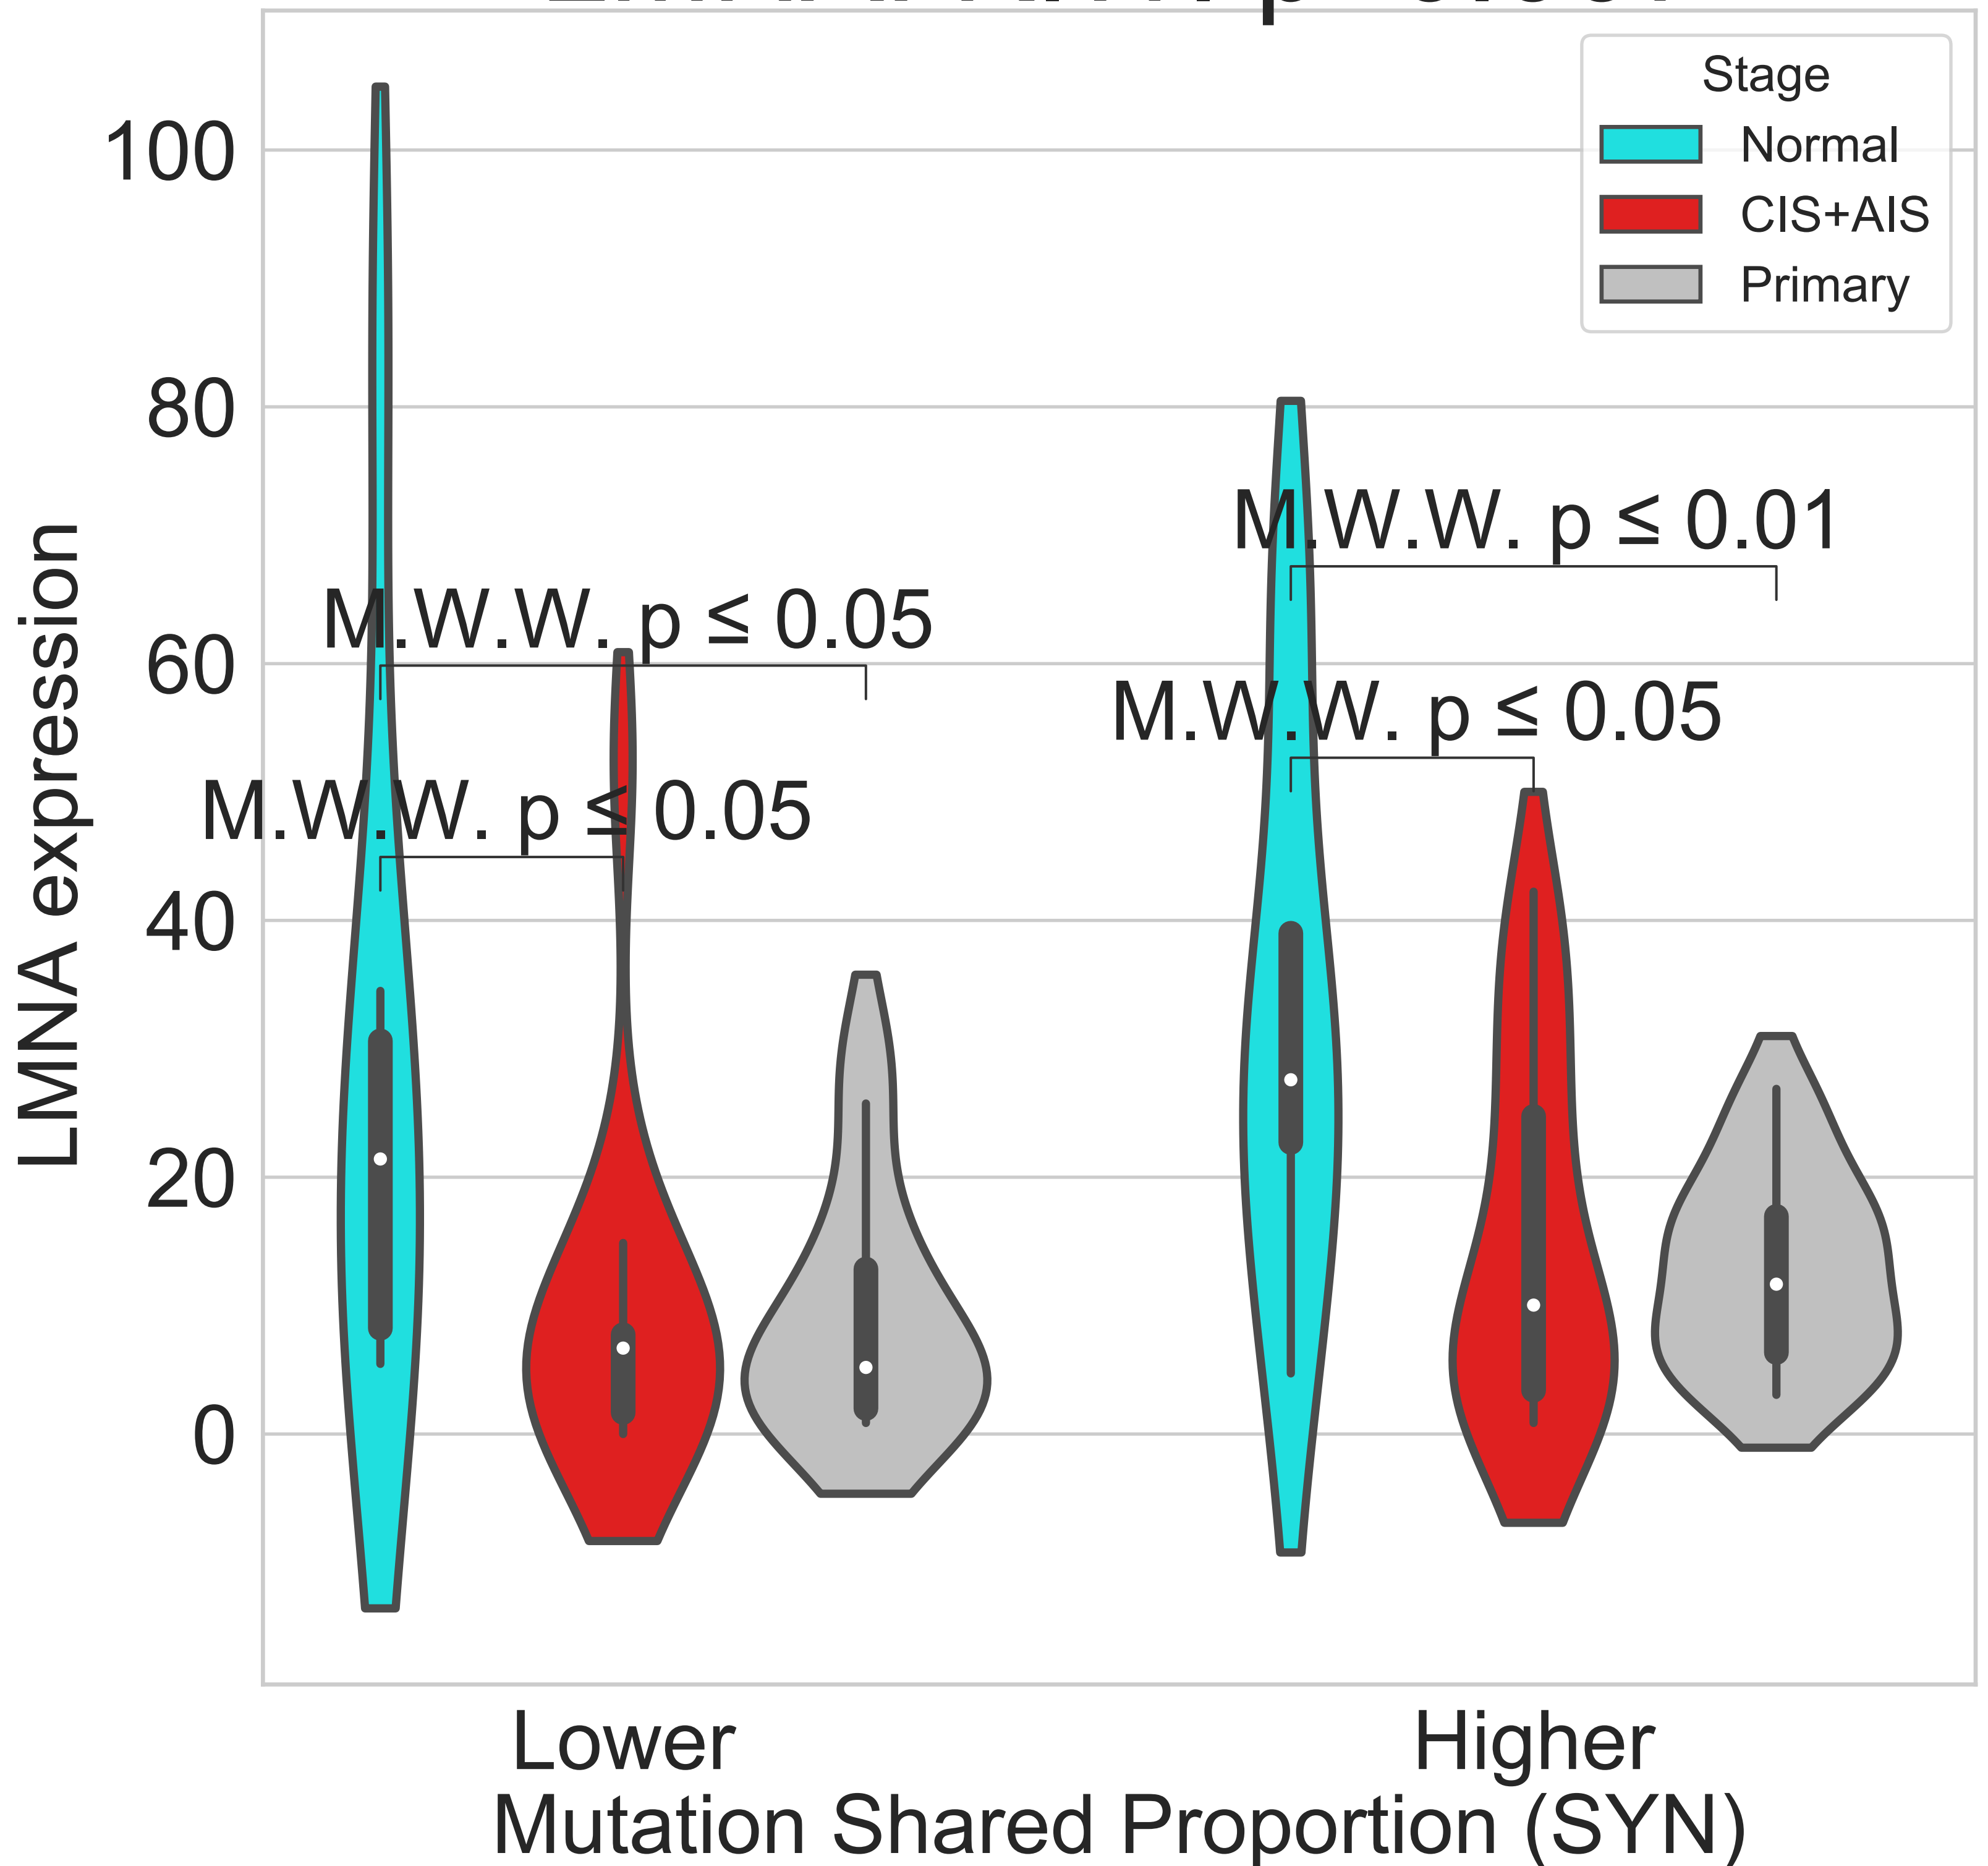 Stage
Normal
CIS+AIS
Primary
100
80
60
40
20
0
LMNA expression
M.W.W. p ≤ 0.01
M.W.W. p ≤ 0.05
M.W.W. p ≤ 0.05
M.W.W. p ≤ 0.05
Lower Higher
Mutation Shared Proportion (SYN)